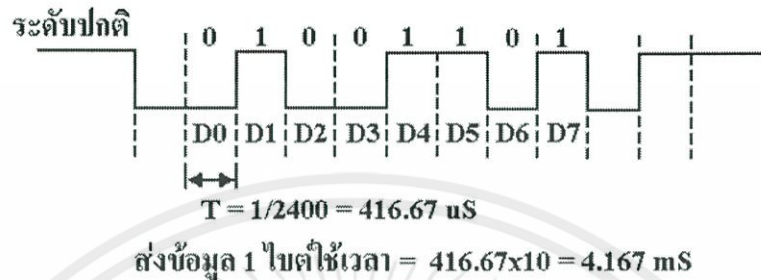 ระดับปกติ
0 1 0 0 1 1 0 1
D0 D1 D2 D3 D4 D5 D6 D7
T = 1/2400 = 416.67 uS
ส่งข้อมูล 1 ไบต์ใช้เวลา = 416.67x10 = 4.167 mS